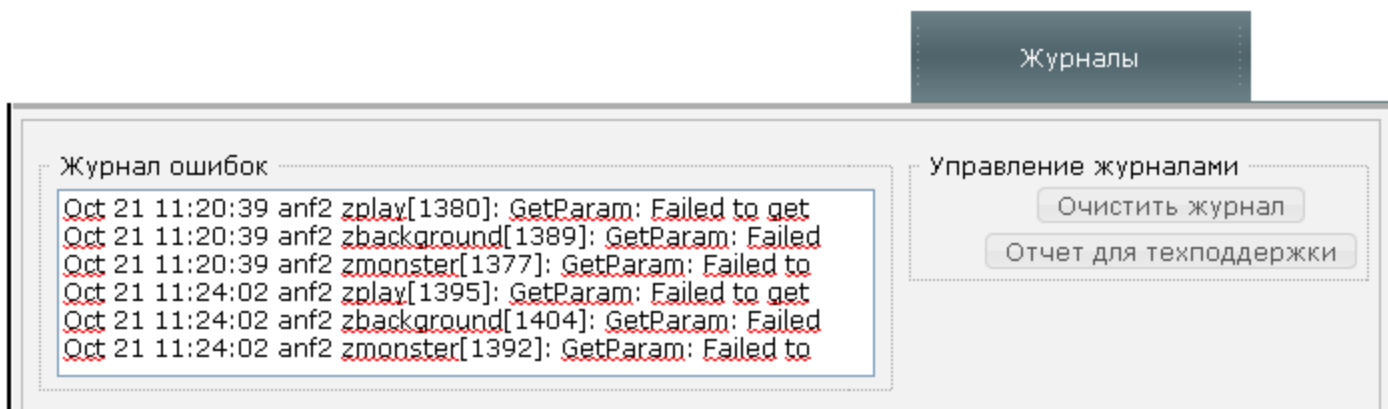 Журналы
Журнал ошибок
Oct 21 11:20:39 anf2 zplay[1380]: GetParam: Failed to get
Oct 21 11:20:39 anf2 zbackground[1389]: GetParam: Failed
Oct 21 11:20:39 anf2 zmonster[1377]: GetParam: Failed to
Oct 21 11:24:02 anf2 zplay[1395]: GetParam: Failed to get
Oct 21 11:24:02 anf2 zbackground[1404]: GetParam: Failed
Oct 21 11:24:02 anf2 zmonster[1392]: GetParam: Failed to
Управление журналами
Очистить журнал
Отчет для техподдержки